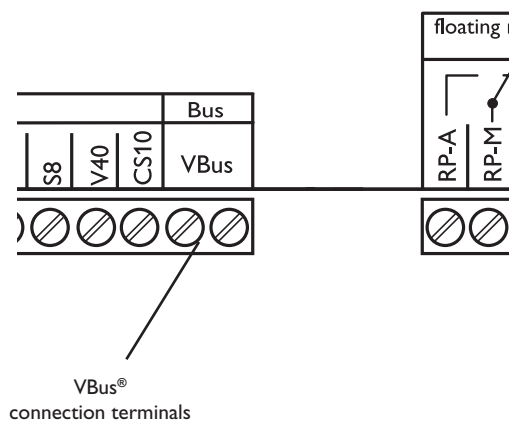 floating
Bus
S8
V40
CS10
VBus
RP-A
RP-M
VBus®
connection terminals